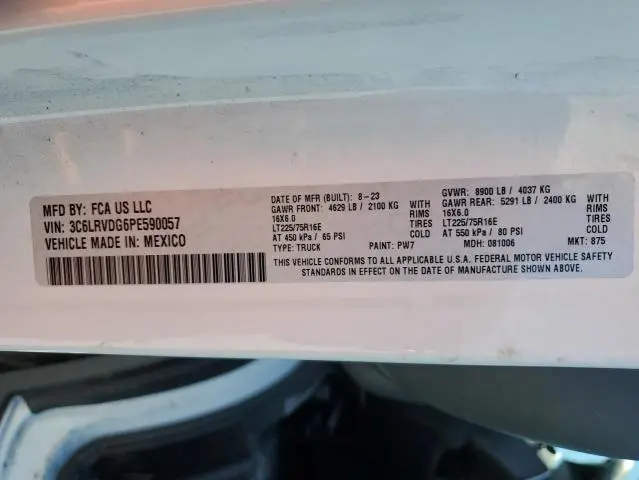 MFD BY: FCA US LLC
VIN: 3C6LRVDG6PE590057
VEHICLE MADE IN: MEXICO
DATE OF MFR (BUILT): 8-23
GAWR FRONT: 4629 LB / 2100 KG WITH
16X6.0 RIMS
LT225/75R16E TIRES
AT 450 kPa / 65 PSI COLD
TYPE: TRUCK PAINT: PW7
GVWR: 8900 LB / 4037 KG
GAWR REAR: 5291 LB / 2400 KG WITH
16X6.0 RIMS
LT225/75R16E TIRES
AT 550 kPa / 80 PSI COLD
MDH: 081006 MKT: 875
THIS VEHICLE CONFORMS TO ALL APPLICABLE U.S.A. FEDERAL MOTOR VEHICLE SAFETY
STANDARDS IN EFFECT ON THE DATE OF MANUFACTURE SHOWN ABOVE.